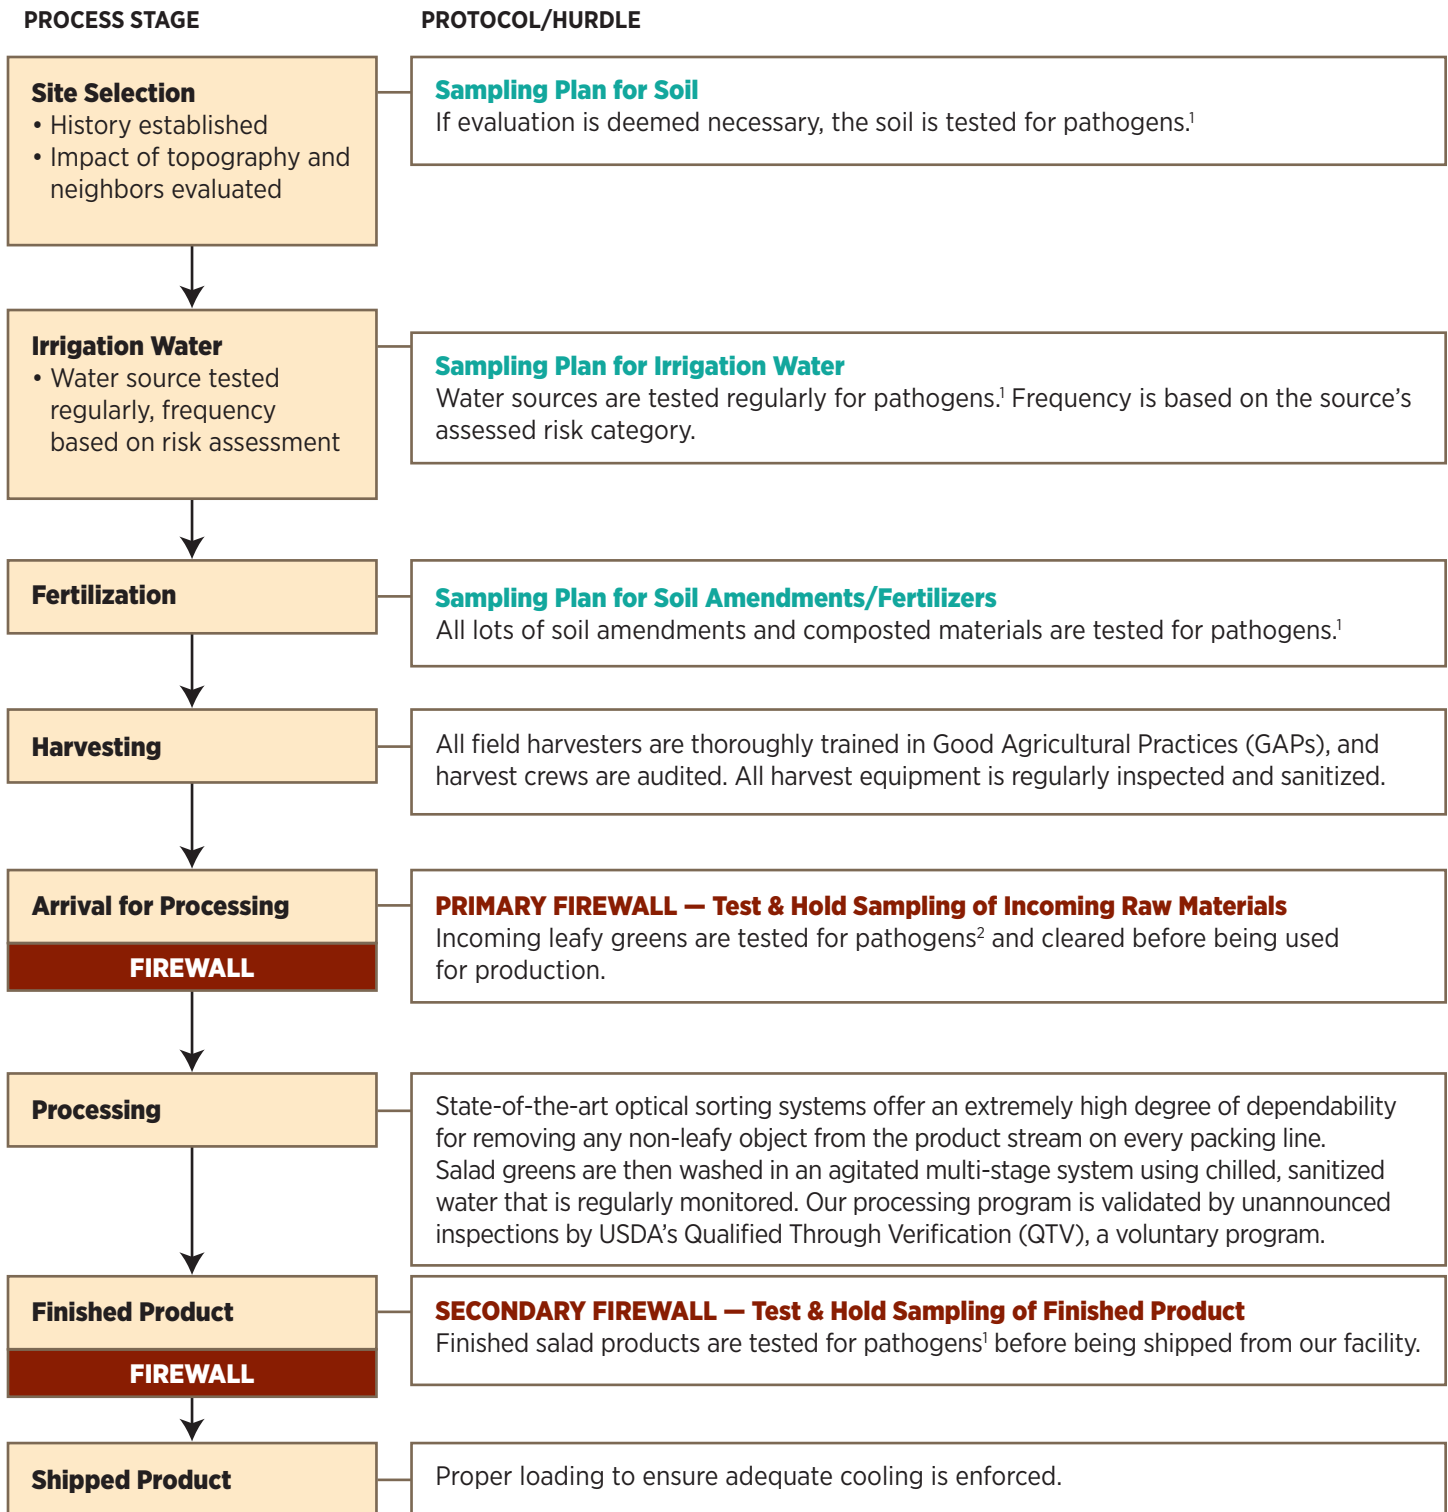 PROCESS STAGE
PROTOCOL/HURDLE
Site Selection
• History established
• Impact of topography and
neighbors evaluated
Sampling Plan for Soil
If evaluation is deemed necessary, the soil is tested for pathogens.¹
Irrigation Water
• Water source tested
regularly, frequency
based on risk assessment
Sampling Plan for Irrigation Water
Water sources are tested regularly for pathogens.¹ Frequency is based on the source’s
assessed risk category.
Fertilization
Sampling Plan for Soil Amendments/Fertilizers
All lots of soil amendments and composted materials are tested for pathogens.¹
Harvesting
All field harvesters are thoroughly trained in Good Agricultural Practices (GAPs), and
harvest crews are audited. All harvest equipment is regularly inspected and sanitized.
Arrival for Processing
FIREWALL
PRIMARY FIREWALL — Test & Hold Sampling of Incoming Raw Materials
Incoming leafy greens are tested for pathogens² and cleared before being used
for production.
Processing
State-of-the-art optical sorting systems offer an extremely high degree of dependability
for removing any non-leafy object from the product stream on every packing line.
Salad greens are then washed in an agitated multi-stage system using chilled, sanitized
water that is regularly monitored. Our processing program is validated by unannounced
inspections by USDA’s Qualified Through Verification (QTV), a voluntary program.
Finished Product
FIREWALL
SECONDARY FIREWALL — Test & Hold Sampling of Finished Product
Finished salad products are tested for pathogens¹ before being shipped from our facility.
Shipped Product
Proper loading to ensure adequate cooling is enforced.